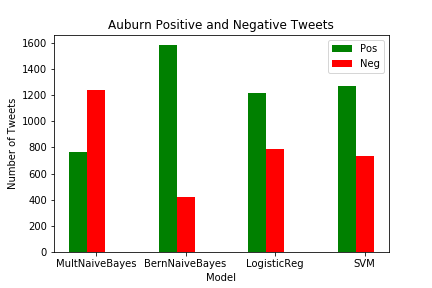 Auburn Positive and Negative Tweets
Pos
Neg
1600
1400
1200
1000
800
600
400
200
0
Number of Tweets
MultNaiveBayes BernNaiveBayes LogisticReg SVM
Model